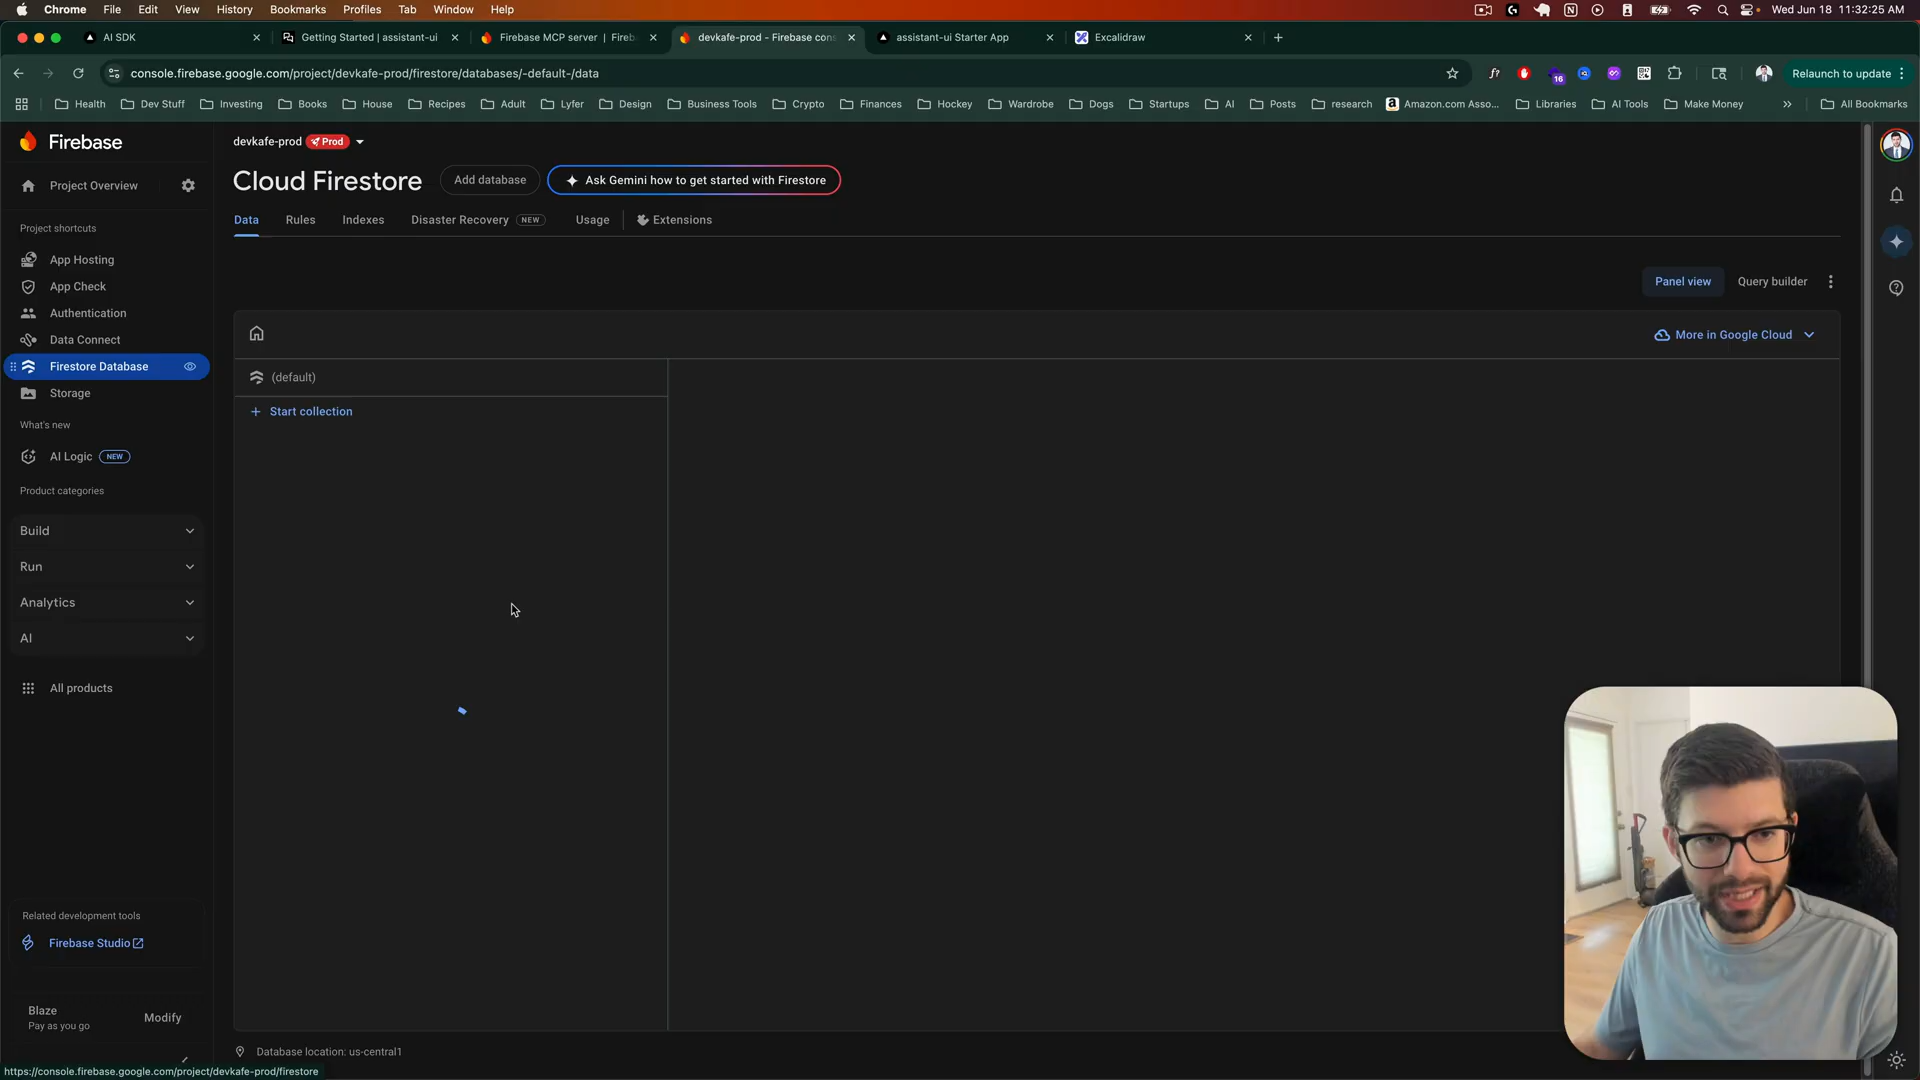 Chrome File Edit View History Bookmarks Profiles Tab Window Help Wed Jun 18 11:32:25 AM
AI SDK Getting Started | assistant-ui Firebase MCP server | Fireb devkafe-prod - Firebase cons assistant-ui Starter App Excalidraw
console.firebase.google.com/project/devkafe-prod/firestore/databases/-default-/data f? 16 Relaunch to update
Health Dev Stuff Investing Books House Recipes Adult Lyfer Design Business Tools Crypto Finances Hockey Wardrobe Dogs Startups AI Posts research Amazon.com Asso... Libraries AI Tools Make Money » All Bookmarks
Firebase
Project Overview
Project shortcuts
App Hosting
App Check
Authentication
Data Connect
Firestore Database
Storage
What's new
AI Logic NEW
Product categories
Build
Run
Analytics
AI
All products
Related development tools
Firebase Studio
Blaze
Pay as you go
Modify
devkafe-prod Prod
Cloud Firestore Add database Ask Gemini how to get started with Firestore
Data Rules Indexes Disaster Recovery NEW Usage Extensions
Panel view Query builder
More in Google Cloud
(default)
+ Start collection
Database location: us-central1
https://console.firebase.google.com/project/devkafe-prod/firestore